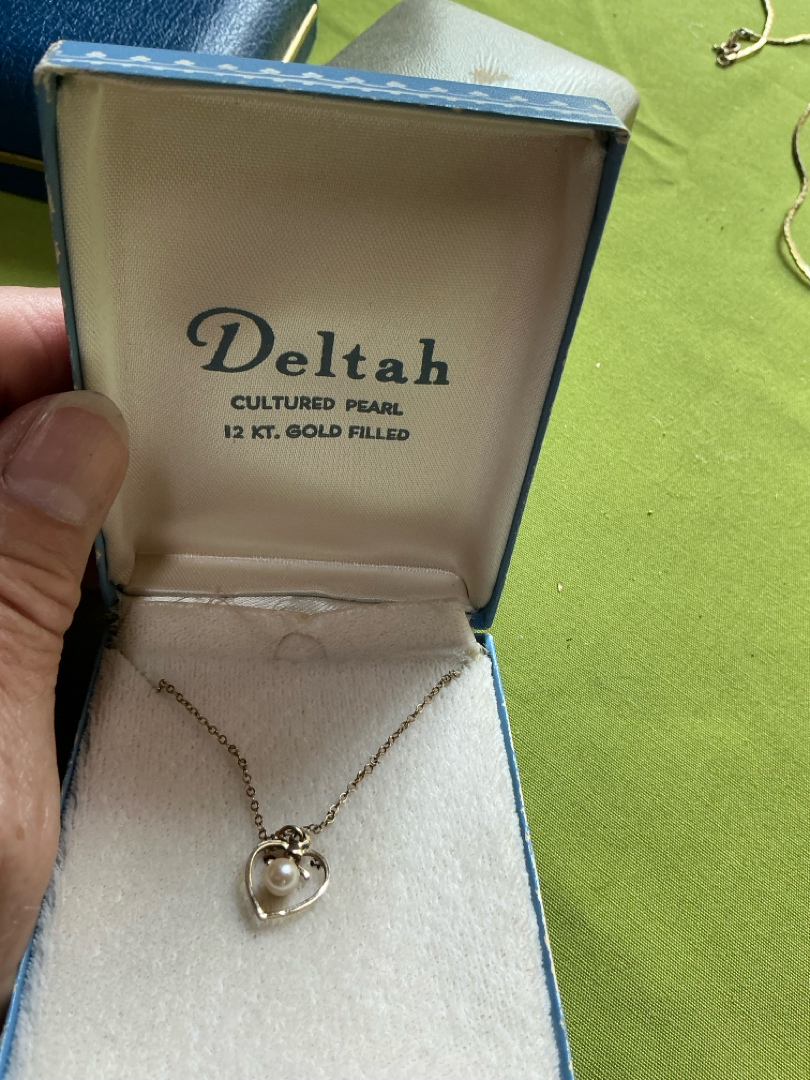 Deltah
CULTURED PEARL
12 KT. GOLD FILLED